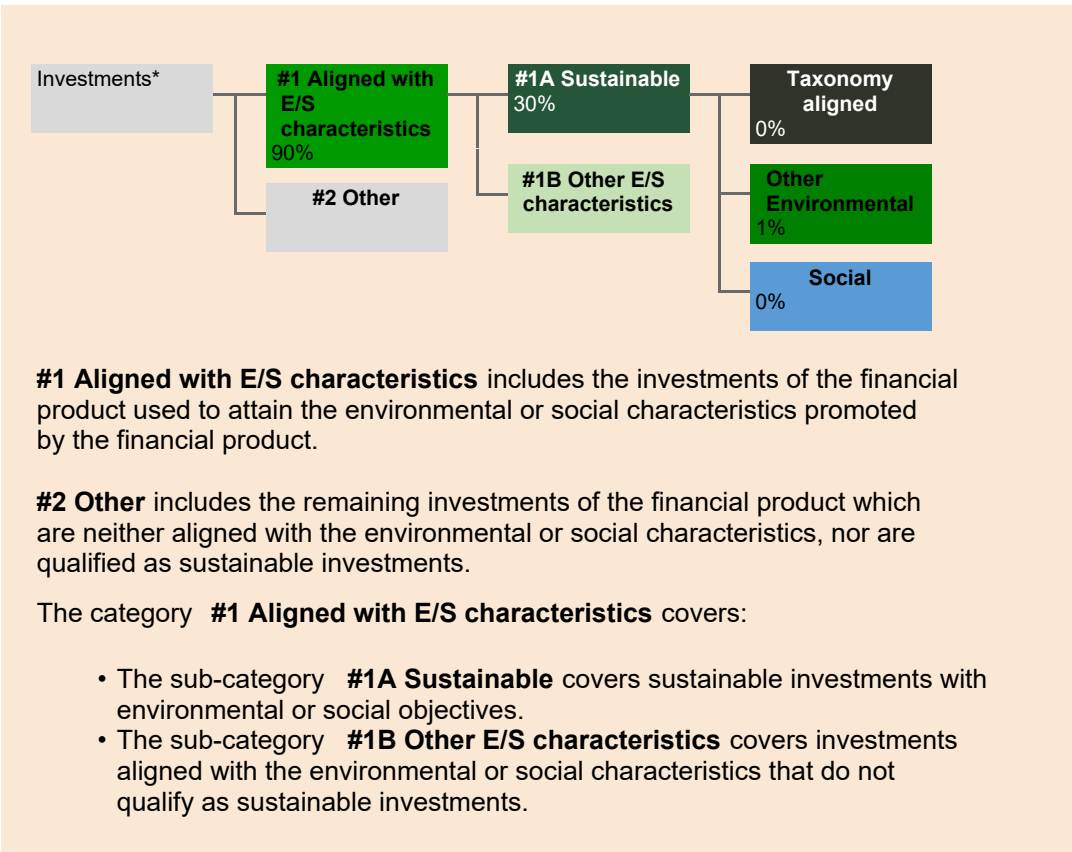 Investments*
#1 Aligned with
E/S
characteristics
90%
#2 Other
#1A Sustainable
30%
#1B Other E/S
characteristics
Taxonomy
aligned
0%
Other
Environmental
1%
Social
0%
#1 Aligned with E/S characteristics includes the investments of the financial
product used to attain the environmental or social characteristics promoted
by the financial product.
#2 Other includes the remaining investments of the financial product which
are neither aligned with the environmental or social characteristics, nor are
qualified as sustainable investments.
The category #1 Aligned with E/S characteristics covers:
• The sub-category #1A Sustainable covers sustainable investments with
environmental or social objectives.
• The sub-category #1B Other E/S characteristics covers investments
aligned with the environmental or social characteristics that do not
qualify as sustainable investments.